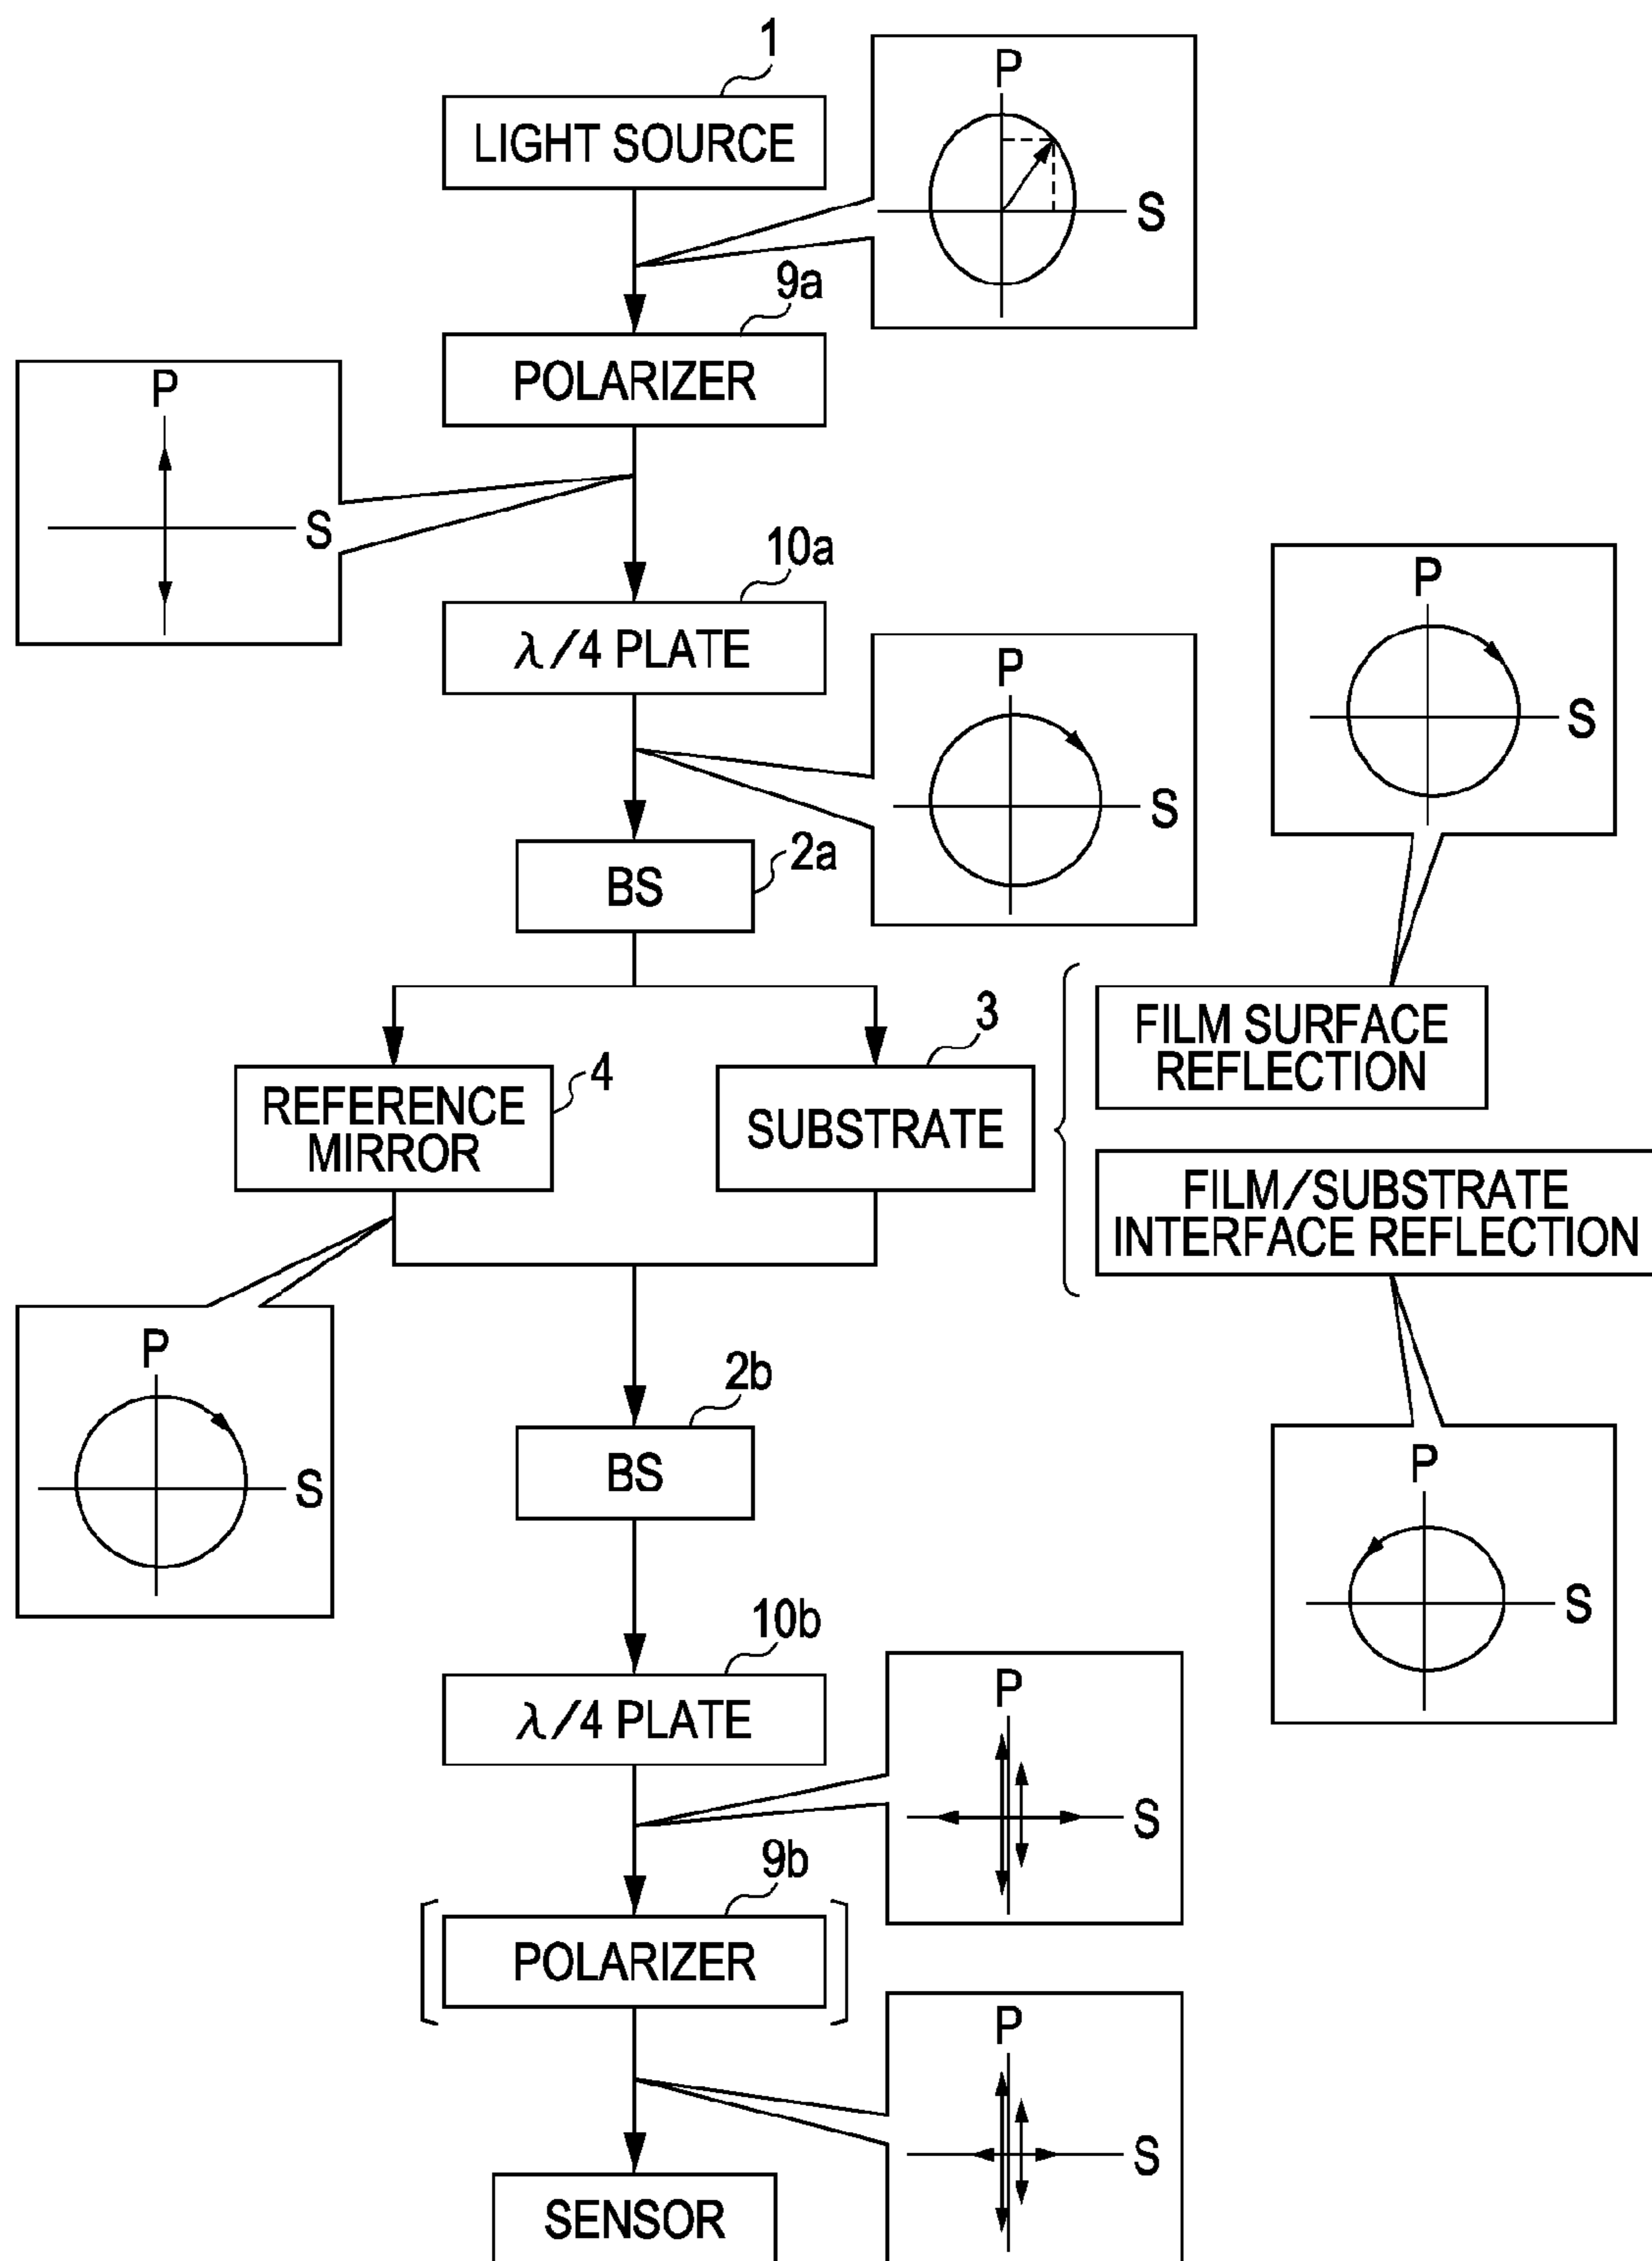 1
LIGHT SOURCE
P
S
9a
POLARIZER
P
S
10a
λ/4 PLATE
P
S
P
S
2a
BS
3
4
REFERENCE
MIRROR
SUBSTRATE
FILM SURFACE
REFLECTION
FILM/SUBSTRATE
INTERFACE REFLECTION
P
S
2b
BS
P
S
10b
λ/4 PLATE
P
S
9b
POLARIZER
P
S
SENSOR